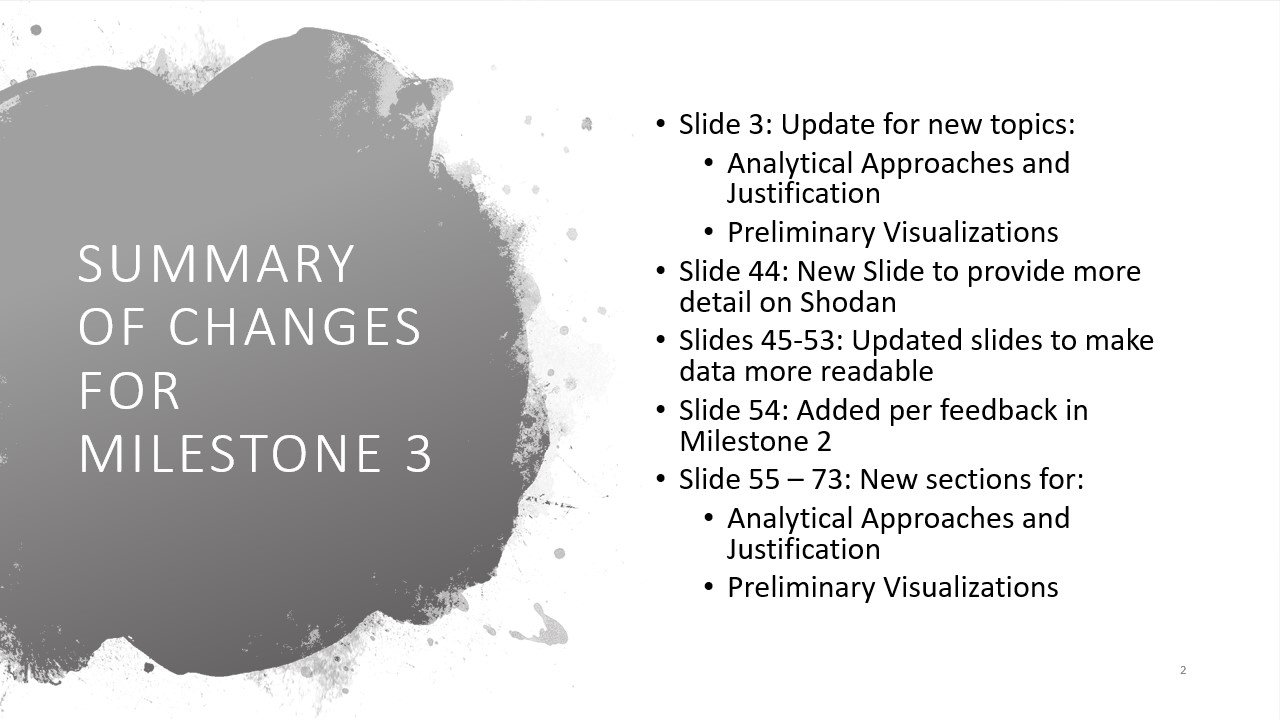 SUMMARY
OF CHANGES
FOR
MILESTONE 3
• Slide 3: Update for new topics:
• Analytical Approaches and
Justification
• Preliminary Visualizations
• Slide 44: New Slide to provide more
detail on Shodan
• Slides 45-53: Updated slides to make
data more readable
• Slide 54: Added per feedback in
Milestone 2
• Slide 55 – 73: New sections for:
• Analytical Approaches and
Justification
• Preliminary Visualizations
2